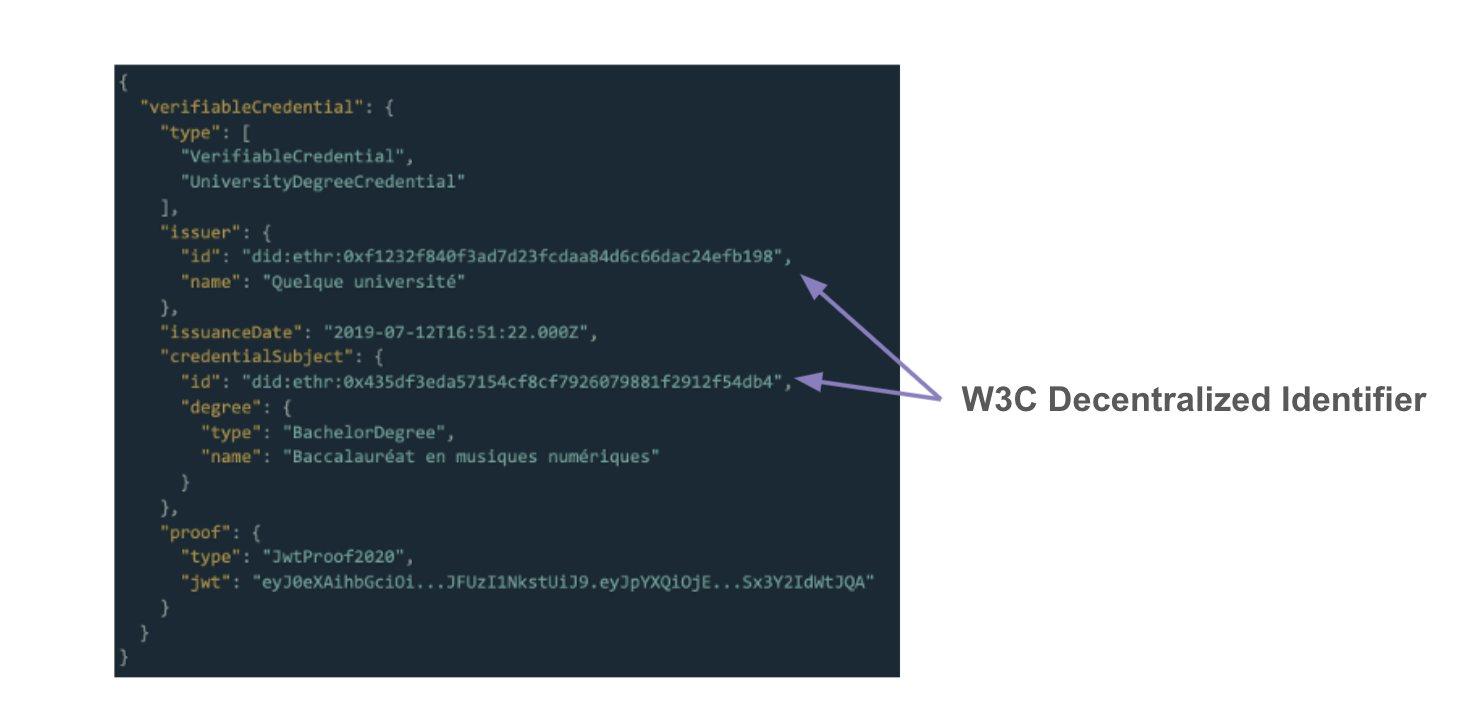 {
"verifiableCredential": {
"type": [
"VerifiableCredential",
"UniversityDegreeCredential"
],
"issuer": {
"id": "did:ethr:0xf1232f840f3ad7d23fcdaa84d6c66dac24efb198",
"name": "Quelque université"
},
"issuanceDate": "2019-07-12T16:51:22.000Z",
"credentialSubject": {
"id": "did:ethr:0x435df3eda57154cf8cf7926079881f2912f54db4",
"degree": {
"type": "BachelorDegree",
"name": "Baccalauréat en musiques numériques"
}
},
"proof": {
"type": "JwtProof2020",
"jwt": "eyJ0eXAihbGciOi...JFUzI1NkstUiJ9.eyJpYXQiOjE...Sx3Y2IdWtJQA"
}
}
}
W3C Decentralized Identifier